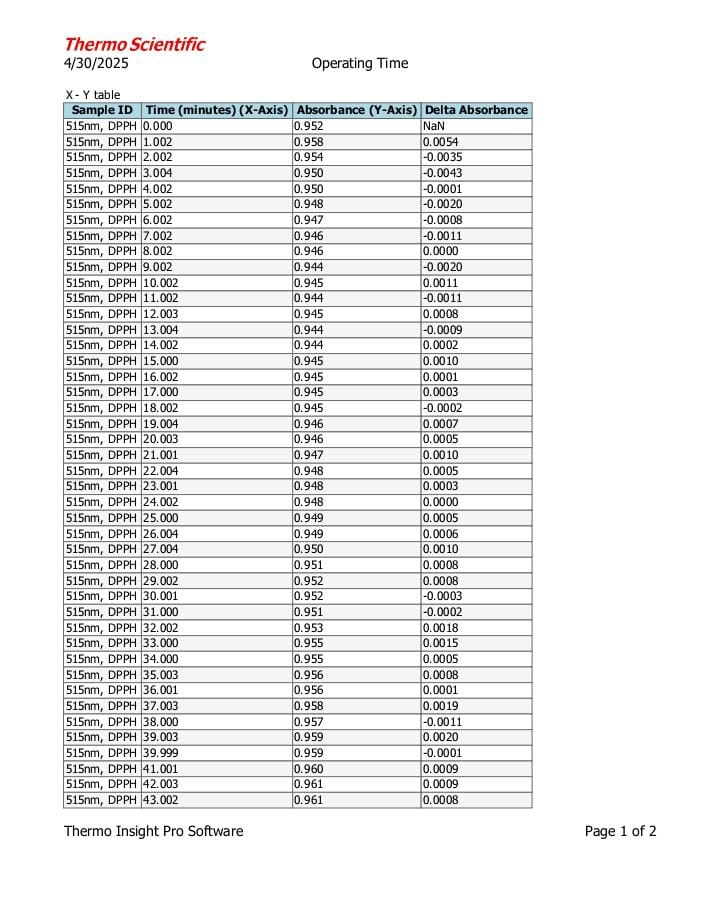 Thermo Scientific
4/30/2025 Operating Time
X - Y table
Sample ID Time (minutes) (X-Axis) Absorbance (Y-Axis) Delta Absorbance
515nm, DPPH 0.000 0.952 NaN
515nm, DPPH 1.002 0.958 0.0054
515nm, DPPH 2.002 0.954 -0.0035
515nm, DPPH 3.004 0.950 -0.0043
515nm, DPPH 4.002 0.950 -0.0001
515nm, DPPH 5.002 0.948 -0.0020
515nm, DPPH 6.002 0.947 -0.0008
515nm, DPPH 7.002 0.946 -0.0011
515nm, DPPH 8.002 0.946 0.0000
515nm, DPPH 9.002 0.944 -0.0020
515nm, DPPH 10.002 0.945 0.0011
515nm, DPPH 11.002 0.944 -0.0011
515nm, DPPH 12.003 0.945 0.0008
515nm, DPPH 13.004 0.944 -0.0009
515nm, DPPH 14.002 0.944 0.0002
515nm, DPPH 15.000 0.945 0.0010
515nm, DPPH 16.002 0.945 0.0001
515nm, DPPH 17.000 0.945 0.0003
515nm, DPPH 18.002 0.945 -0.0002
515nm, DPPH 19.004 0.946 0.0007
515nm, DPPH 20.003 0.946 0.0005
515nm, DPPH 21.001 0.947 0.0010
515nm, DPPH 22.004 0.948 0.0005
515nm, DPPH 23.001 0.948 0.0003
515nm, DPPH 24.002 0.948 0.0000
515nm, DPPH 25.000 0.949 0.0005
515nm, DPPH 26.004 0.949 0.0006
515nm, DPPH 27.004 0.950 0.0010
515nm, DPPH 28.000 0.951 0.0008
515nm, DPPH 29.002 0.952 0.0008
515nm, DPPH 30.001 0.952 -0.0003
515nm, DPPH 31.000 0.951 -0.0002
515nm, DPPH 32.002 0.953 0.0018
515nm, DPPH 33.000 0.955 0.0015
515nm, DPPH 34.000 0.955 0.0005
515nm, DPPH 35.003 0.956 0.0008
515nm, DPPH 36.001 0.956 0.0001
515nm, DPPH 37.003 0.958 0.0019
515nm, DPPH 38.000 0.957 -0.0011
515nm, DPPH 39.003 0.959 0.0020
515nm, DPPH 39.999 0.959 -0.0001
515nm, DPPH 41.001 0.960 0.0009
515nm, DPPH 42.003 0.961 0.0009
515nm, DPPH 43.002 0.961 0.0008
Thermo Insight Pro Software Page 1 of 2